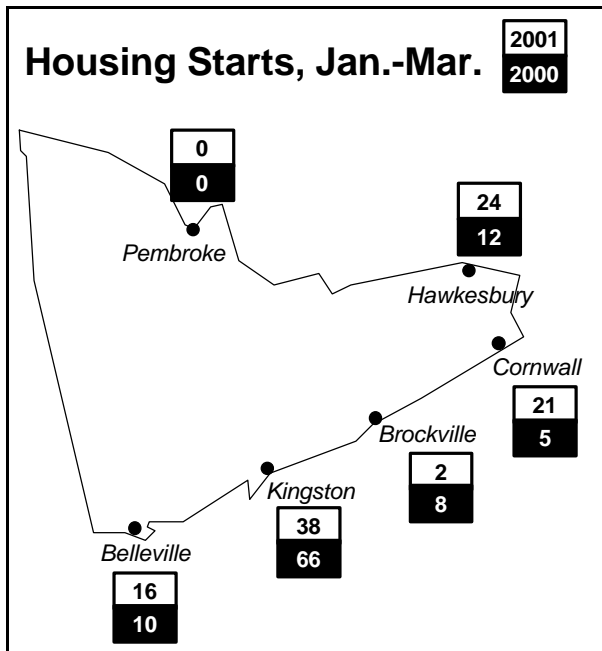 Housing Starts, Jan.-Mar.
2001
2000
0
0
Pembroke
24
12
Hawkesbury
Cornwall
21
5
Brockville
2
8
Kingston
38
66
Belleville
16
10